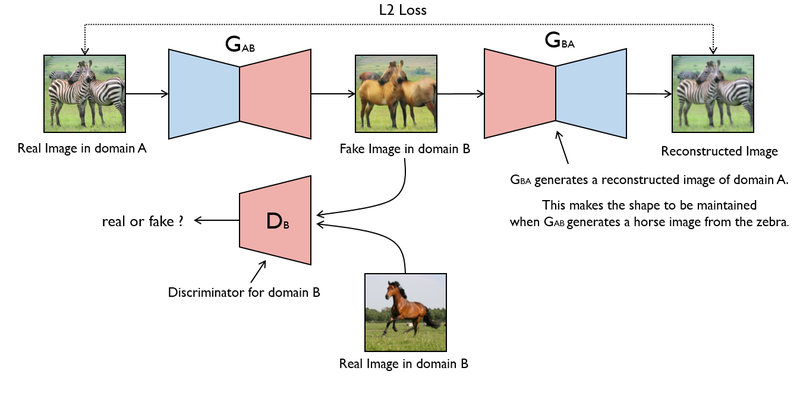 L2 Loss
GAB
GBA
Real Image in domain A
Fake Image in domain B
Reconstructed Image
GBA generates a reconstructed image of domain A.
This makes the shape to be maintained
when GAB generates a horse image from the zebra.
real or fake ?
DB
Discriminator for domain B
Real Image in domain B